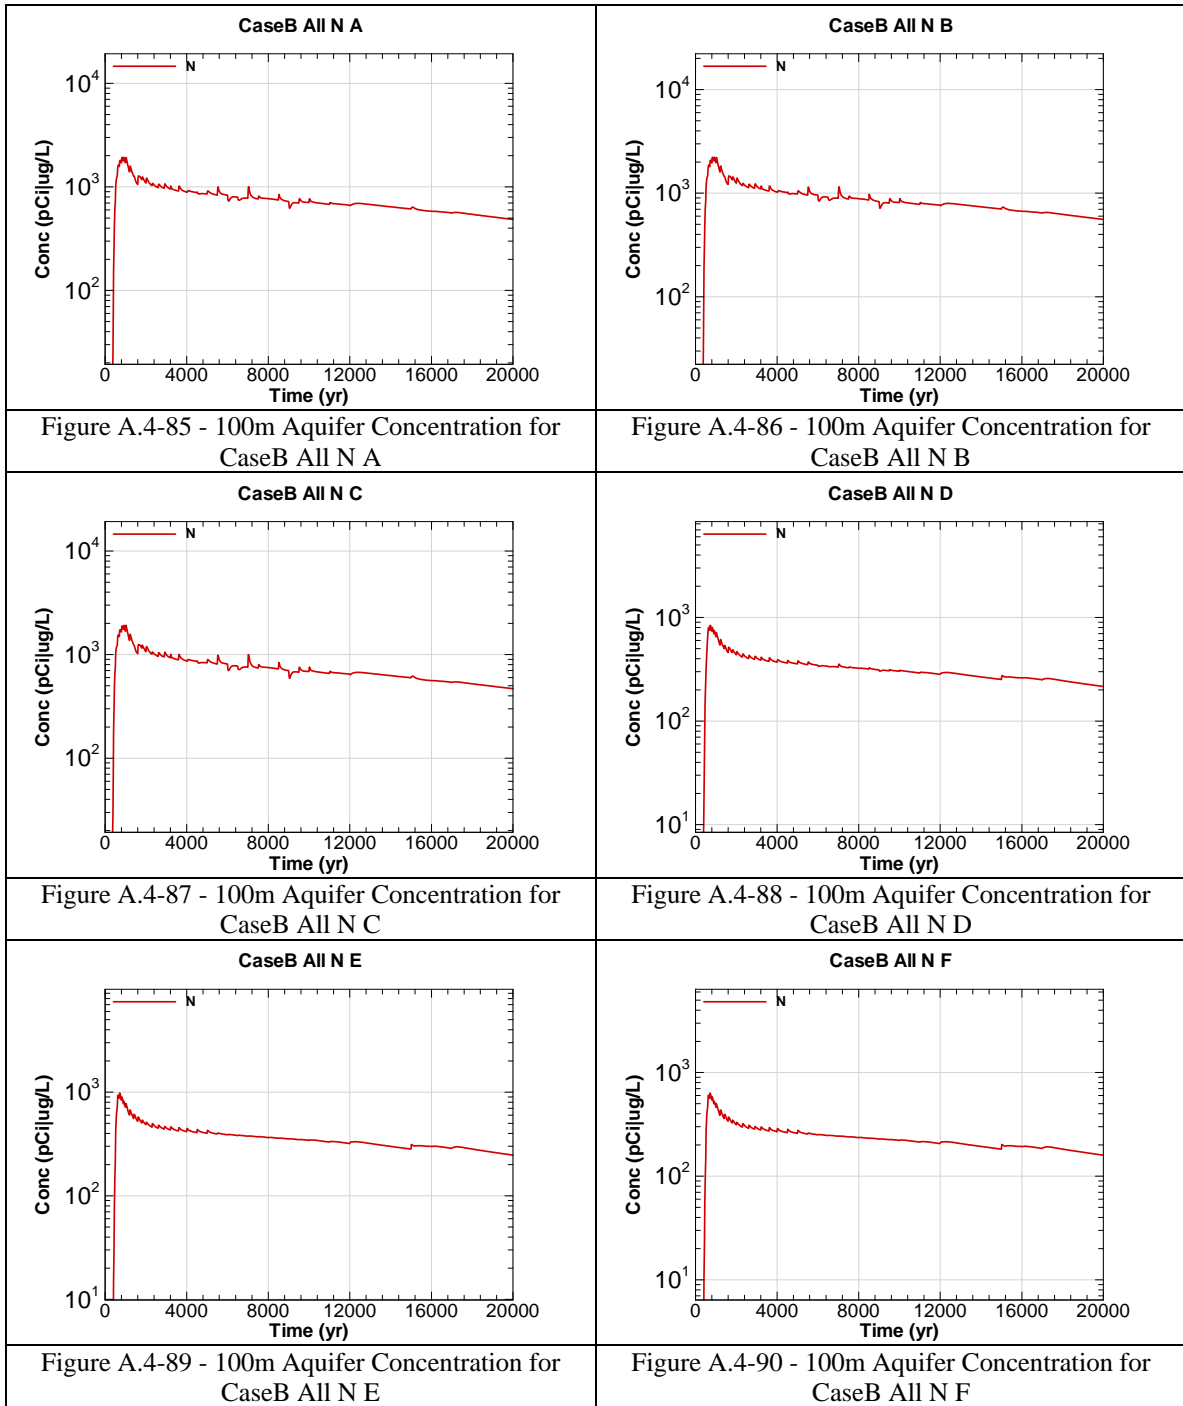 CaseB All N A
N
10^4
10^3
10^2
Conc (pCi|ug/L)
0 4000 8000 12000 16000 20000
Time (yr)
Figure A.4-85 - 100m Aquifer Concentration for
CaseB All N A
CaseB All N B
N
10^4
10^3
10^2
Conc (pCi|ug/L)
0 4000 8000 12000 16000 20000
Time (yr)
Figure A.4-86 - 100m Aquifer Concentration for
CaseB All N B
CaseB All N C
N
10^4
10^3
10^2
Conc (pCi|ug/L)
0 4000 8000 12000 16000 20000
Time (yr)
Figure A.4-87 - 100m Aquifer Concentration for
CaseB All N C
CaseB All N D
N
10^3
10^2
10^1
Conc (pCi|ug/L)
0 4000 8000 12000 16000 20000
Time (yr)
Figure A.4-88 - 100m Aquifer Concentration for
CaseB All N D
CaseB All N E
N
10^3
10^2
10^1
Conc (pCi|ug/L)
0 4000 8000 12000 16000 20000
Time (yr)
Figure A.4-89 - 100m Aquifer Concentration for
CaseB All N E
CaseB All N F
N
10^3
10^2
10^1
Conc (pCi|ug/L)
0 4000 8000 12000 16000 20000
Time (yr)
Figure A.4-90 - 100m Aquifer Concentration for
CaseB All N F